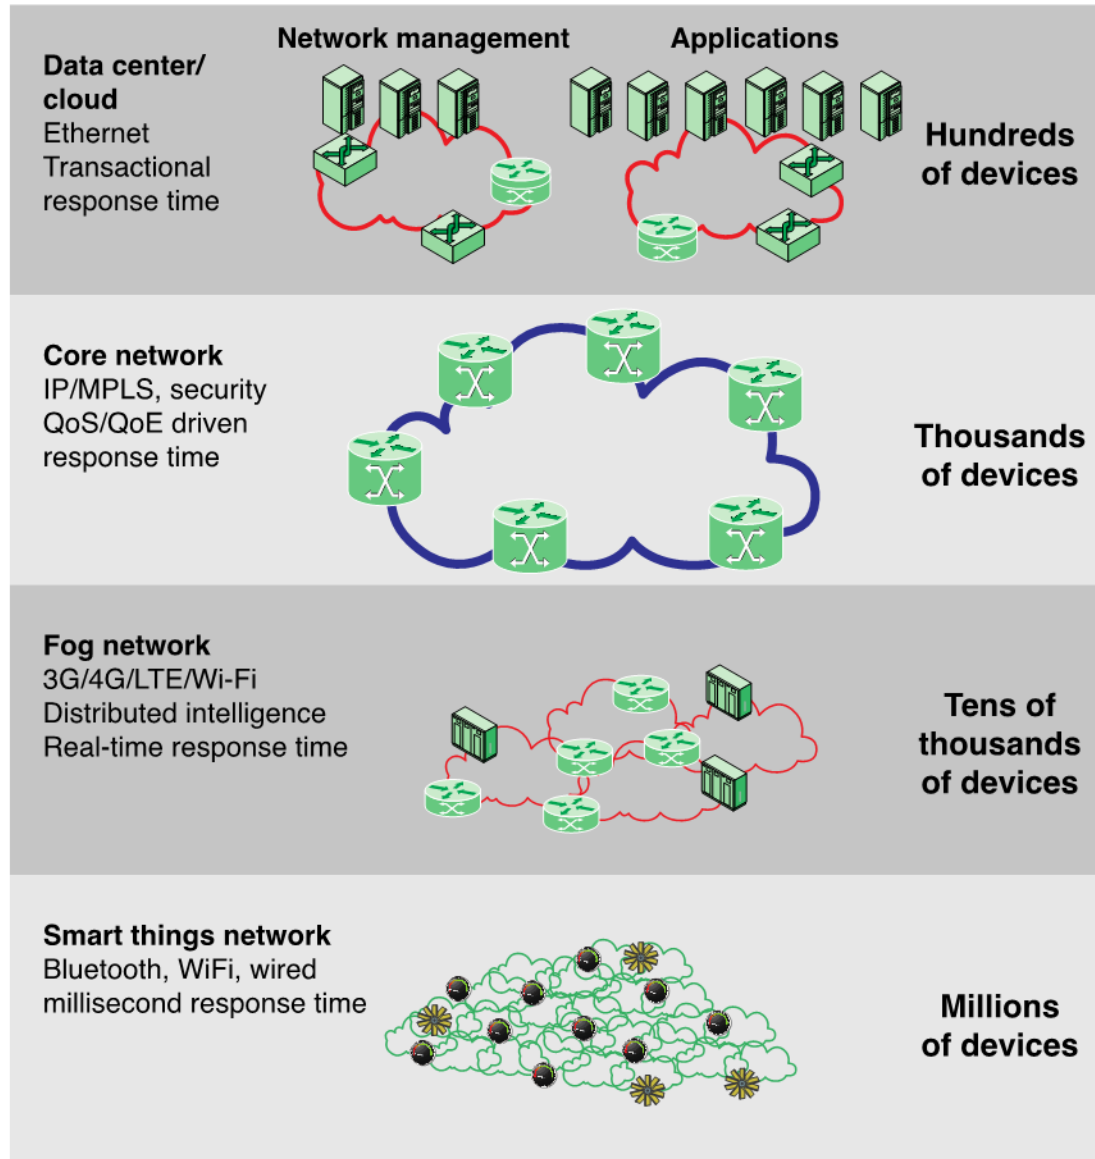 Network management
Applications
Data center/
cloud
Ethernet
Transactional
response time
Hundreds
of devices
Core network
IP/MPLS, security
QoS/QoE driven
response time
Thousands
of devices
Fog network
3G/4G/LTE/Wi-Fi
Distributed intelligence
Real-time response time
Tens of
thousands
of devices
Smart things network
Bluetooth, WiFi, wired
millisecond response time
Millions
of devices